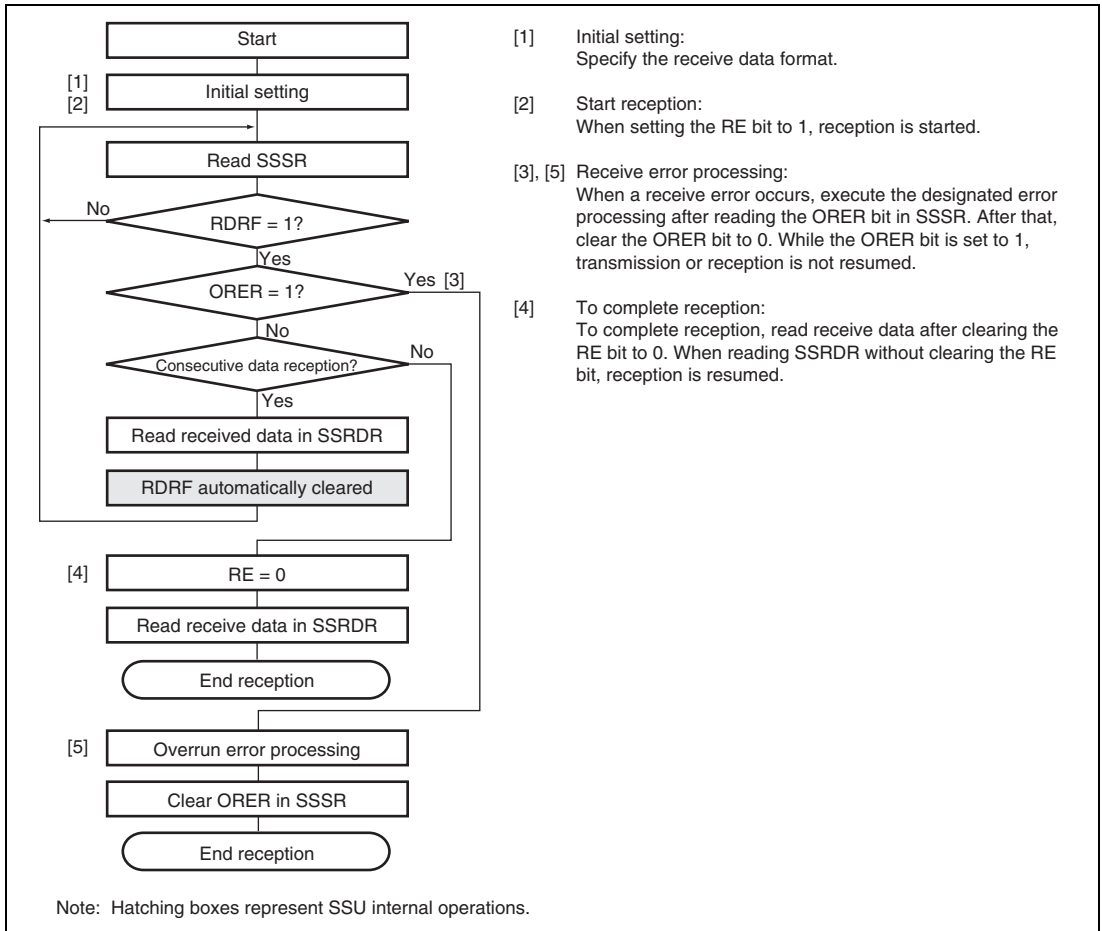 Start
[1]
[2]
Initial setting
Read SSSR
No
RDRF = 1?
Yes
ORER = 1?
Yes [3]
No
Consecutive data reception?
No
Yes
Read received data in SSRDR
RDRF automatically cleared
[4]
RE = 0
Read receive data in SSRDR
End reception
[5]
Overrun error processing
Clear ORER in SSSR
End reception
[1] Initial setting:
Specify the receive data format.
[2] Start reception:
When setting the RE bit to 1, reception is started.
[3], [5] Receive error processing:
When a receive error occurs, execute the designated error
processing after reading the ORER bit in SSSR. After that,
clear the ORER bit to 0. While the ORER bit is set to 1,
transmission or reception is not resumed.
[4] To complete reception:
To complete reception, read receive data after clearing the
RE bit to 0. When reading SSRDR without clearing the RE
bit, reception is resumed.
Note: Hatching boxes represent SSU internal operations.